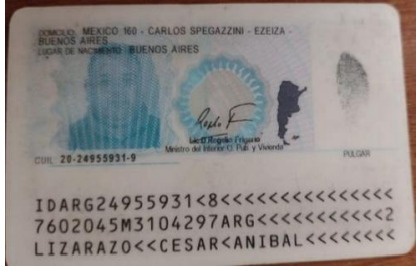 DOMICILIO: MEXICO 160 - CARLOS SPEGAZZINI - EZEIZA -
BUENOS AIRES
LUGAR DE NACIMIENTO: BUENOS AIRES
Lic D Rogelio Frigerio
Ministro del Interior O. Pub. y Vivienda
CUIL: 20-24955931-9
PULGAR
IDARG24955931<8<<<<<<<<<<<<<<<
7602045M3104297ARG<<<<<<<<<<<2
LIZARAZO<<CESAR<ANIBAL<<<<<<<<